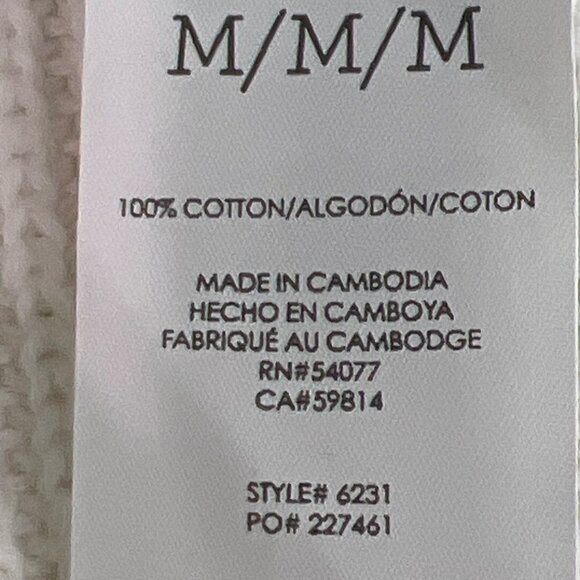 M/M/M
100% COTTON/ALGODÓN/COTON
MADE IN CAMBODIA
HECHO EN CAMBOYA
FABRIQUÉ AU CAMBODGE
RN#54077
CA#59814
STYLE# 6231
PO# 227461